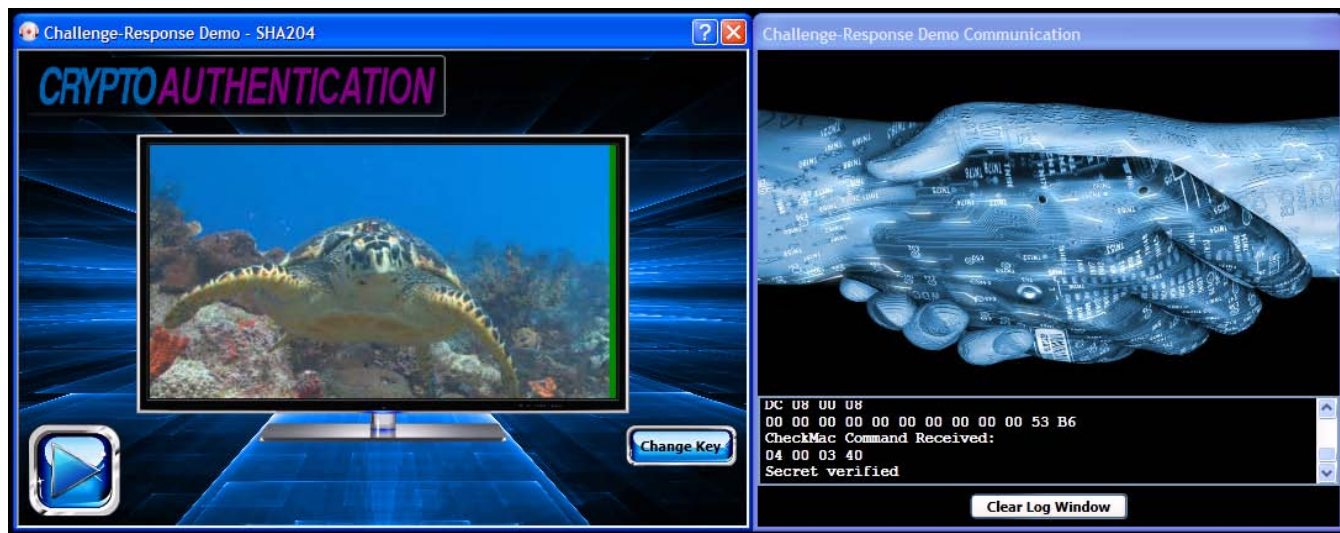 Challenge-Response Demo - SHA204
CRYPTOAUTHENTICATION
Change Key
Challenge-Response Demo Communication
DC 08 00 08
00 00 00 00 00 00 00 00 00 00 53 B6
CheckMac Command Received:
04 00 03 40
Secret verified
Clear Log Window